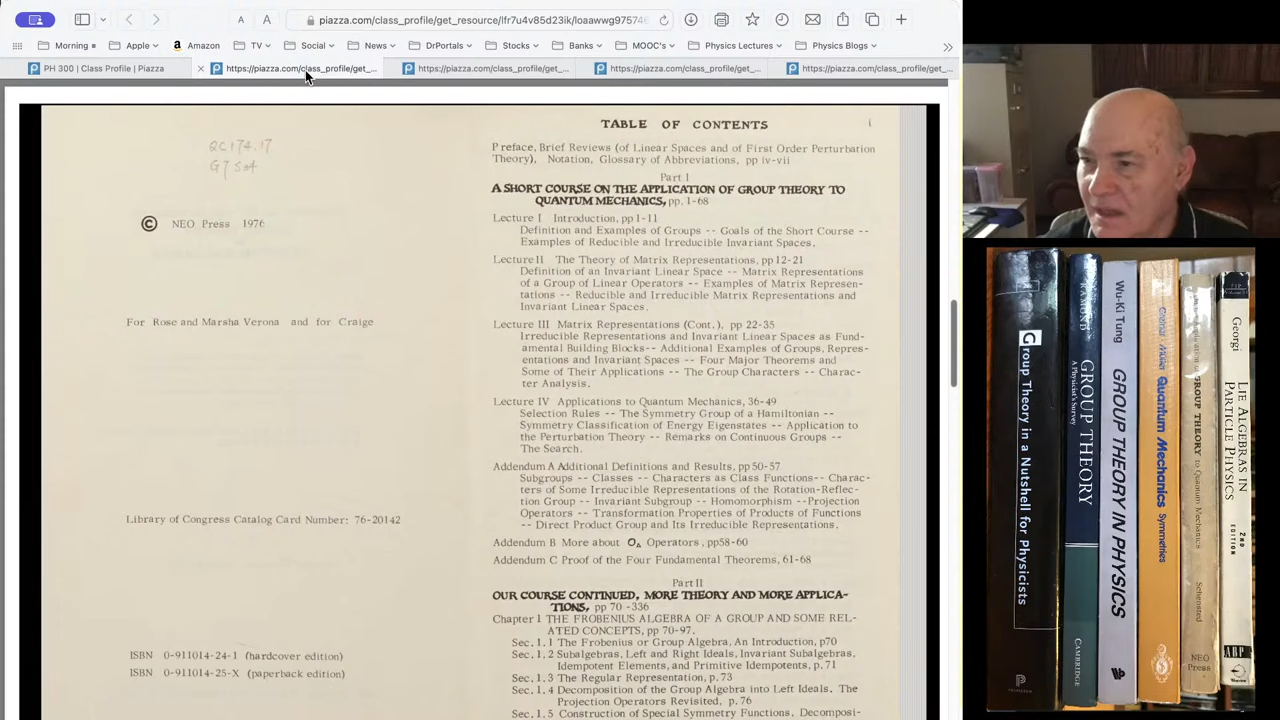 A A piazza.com/class_profile/get_resource/lfr7u4v85d23ik/loaawwg97574
Morning Apple Amazon TV Social News DrPortals Stocks Banks MOOC's Physics Lectures Physics Blogs
PH 300 | Class Profile | Piazza https://piazza.com/class_profile/get_... https://piazza.com/class_profile/get_... https://piazza.com/class_profile/get_... https://piazza.com/class_profile/get_...
QC174.17
© NEO Press 1976
For Rose and Marsha Verona and for Craige
Library of Congress Catalog Card Number: 76-20142
ISBN 0-911014-24-1 (hardcover edition)
ISBN 0-911014-25-X (paperback edition)
TABLE OF CONTENTS i
Preface, Brief Reviews (of Linear Spaces and of First Order Perturbation
Theory), Notation, Glossary of Abbreviations, pp iv-vii
Part I
A SHORT COURSE ON THE APPLICATION OF GROUP THEORY TO
QUANTUM MECHANICS, pp. 1-68
Lecture I Introduction, pp 1-11
Definition and Examples of Groups -- Goals of the Short Course --
Examples of Reducible and Irreducible Invariant Spaces.
Lecture II The Theory of Matrix Representations, pp 12-21
Definition of an Invariant Linear Space -- Matrix Representations
of a Group of Linear Operators -- Examples of Matrix Represen-
tations -- Reducible and Irreducible Matrix Representations and
Invariant Linear Spaces.
Lecture III Matrix Representations (Cont.), pp 22-35
Irreducible Representations and Invariant Linear Spaces as Fund-
amental Building Blocks-- Additional Examples of Groups, Repres-
entations and Invariant Spaces -- Four Major Theorems and
Some of Their Applications -- The Group Characters -- Charac-
ter Analysis.
Lecture IV Applications to Quantum Mechanics, 36-49
Selection Rules -- The Symmetry Group of a Hamiltonian --
Symmetry Classification of Energy Eigenstates -- Application to
the Perturbation Theory -- Remarks on Continuous Groups --
The Search.
Addendum A Additional Definitions and Results, pp 50-57
Subgroups -- Classes -- Characters as Class Functions-- Charac-
ters of Some Irreducible Representations of the Rotation-Reflec-
tion Group -- Invariant Subgroup -- Homomorphism --Projection
Operators -- Transformation Properties of Products of Functions
-- Direct Product Group and Its Irreducible Representations.
Addendum B More about Operators, pp58-60
Addendum C Proof of the Four Fundamental Theorems, 61-68
Part II
OUR COURSE CONTINUED, MORE THEORY AND MORE APPLICA-
TIONS, pp 70 -336
Chapter 1 THE FROBENIUS ALGEBRA OF A GROUP AND SOME REL-
ATED CONCEPTS, pp 70-97.
Sec. 1, 1 The Frobenius or Group Algebra, An Introduction, p70
Sec. 1, 2 Subalgebras, Left and Right Ideals, Invariant Subalgebras,
Idempotent Elements, and Primitive Idempotents, p.71
Sec. 1.3 The Regular Representation, p.73
Sec. 1, 4 Decomposition of the Group Algebra into Left Ideals. The
Projection Operators Revisited, p.76
Construction of Special Symmetry Functions, Decomposi-
Group Theory in a Nutshell for Physicists
RAMOND GROUP THEORY
A Physicist's Survey
CAMBRIDGE
Wu-Ki Tung GROUP THEORY IN PHYSICS
Greiner · Müller Quantum Mechanics Symmetries
GROUP THEORY to Quantum Mechanics Schensted
NEO
Press
Georgi LIE ALGEBRAS IN
PARTICLE PHYSICS
2ND
EDITION
ABP